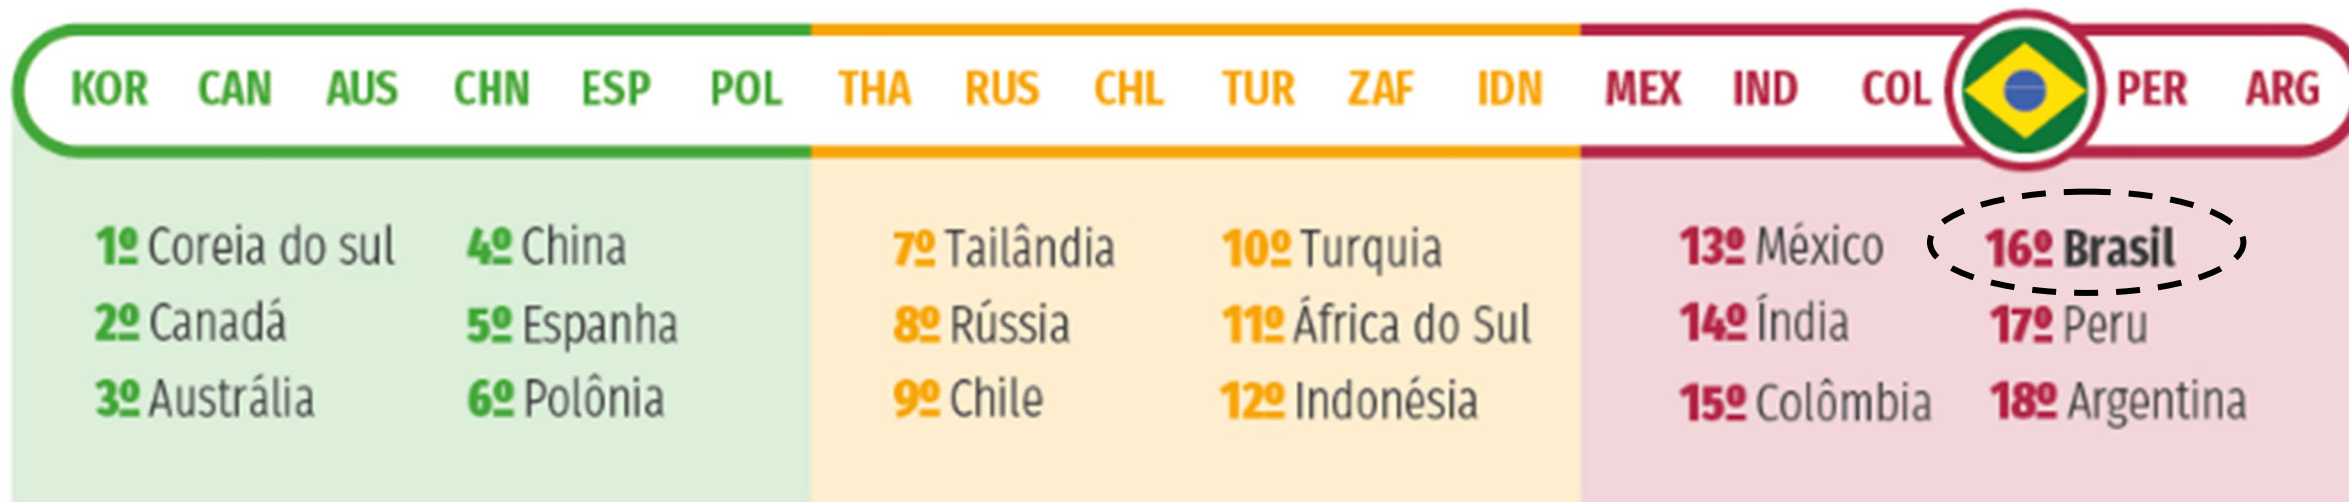 KOR CAN AUS CHN ESP POL THA RUS CHL TUR ZAF IDN MEX IND COL PER ARG
1º Coreia do sul 4º China 7º Tailândia 10º Turquia 13º México 16º Brasil
2º Canadá 5º Espanha 8º Rússia 11º África do Sul 14º Índia 17º Peru
3º Austrália 6º Polônia 9º Chile 12º Indonésia 15º Colômbia 18º Argentina